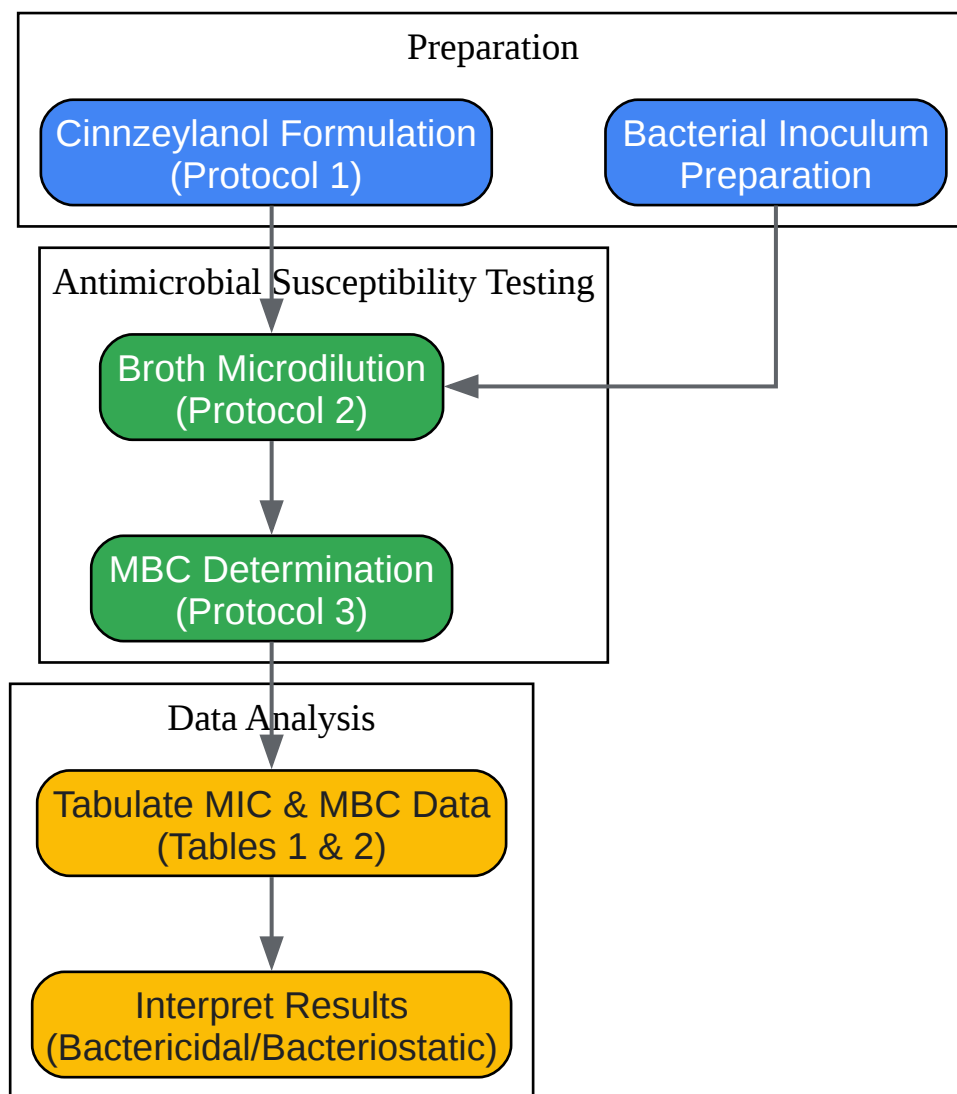 Preparation
Cinnzeylanol Formulation
(Protocol 1)
Bacterial Inoculum
Preparation
Antimicrobial Susceptibility Testing
Broth Microdilution
(Protocol 2)
MBC Determination
(Protocol 3)
Data Analysis
Tabulate MIC & MBC Data
(Tables 1 & 2)
Interpret Results
(Bactericidal/Bacteriostatic)